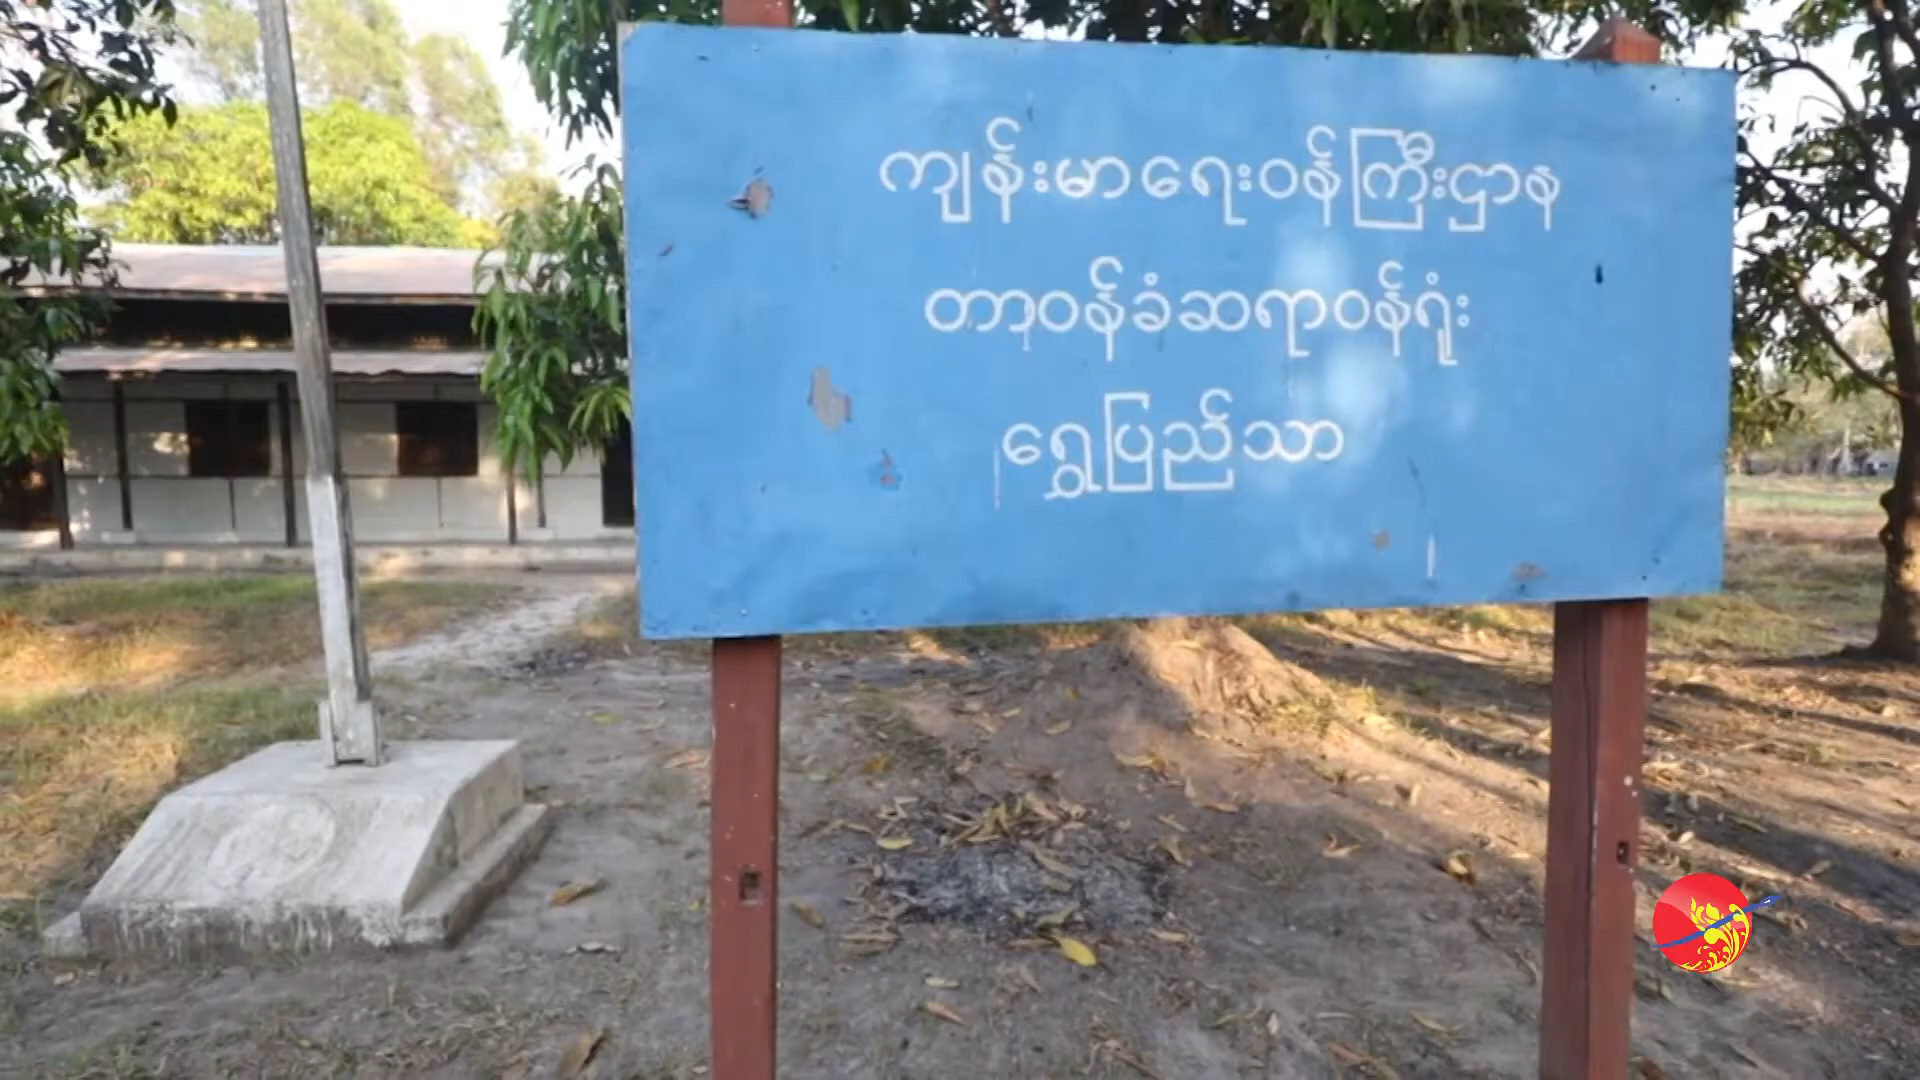 ကျန်းမာရေးဝန်ကြီးဌာန
တာဝန်ခံဆရာဝန်ရုံး
ရွှေပြည်သာ